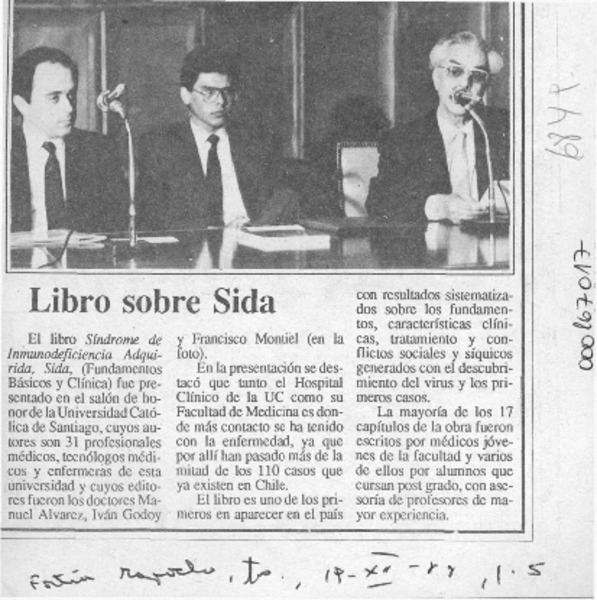 Libro sobre Sida
El libro Síndrome de
Inmunodeficiencia Adqui-
rida, Sida, (Fundamentos
Básicos y Clínica) fue pre-
sentado en el salón de ho-
nor de la Universidad Cató-
lica de Santiago, cuyos au-
tores son 31 profesionales
médicos, tecnólogos médi-
cos y enfermeras de esta
universidad y cuyos edito-
res fueron los doctores Ma-
nuel Alvarez, Iván Godoy
y Francisco Montiel (en la
foto).
En la presentación se des-
tacó que tanto el Hospital
Clínico de la UC como su
Facultad de Medicina es don-
de más contacto se ha tenido
con la enfermedad, ya que
por allí han pasado más de la
mitad de los 110 casos que
ya existen en Chile.
El libro es uno de los pri-
meros en aparecer en el país
con resultados sistematiza-
dos sobre los fundamen-
tos, características clíni-
cas, tratamiento y con-
flictos sociales y síquicos
generados con el descubri-
miento del virus y los pri-
meros casos.
La mayoría de los 17
capítulos de la obra fueron
escritos por médicos jóve-
nes de la facultad y varios
de ellos por alumnos que
cursan post grado, con ase-
soría de profesores de ma-
yor experiencia.
000167017